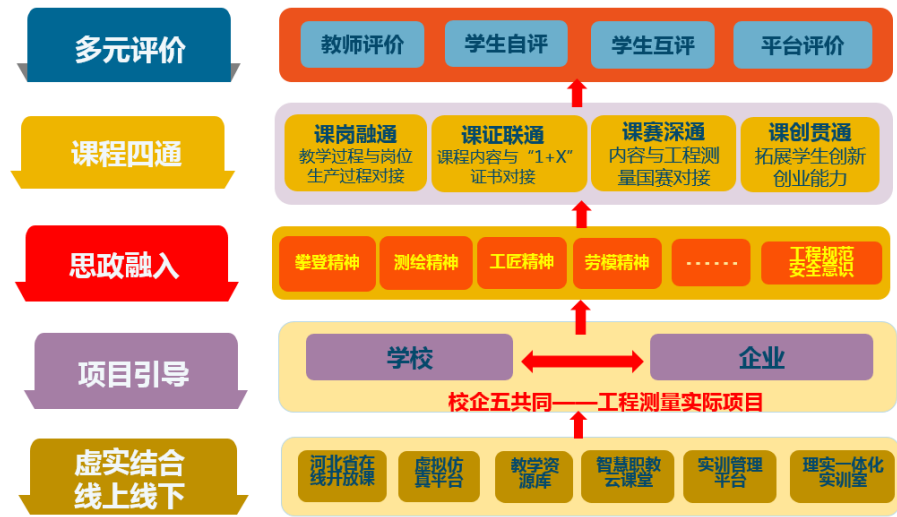 多元评价
教师评价
学生自评
学生互评
平台评价
课程四通
课岗融通
教学过程与岗位
生产过程对接
课证联通
课程内容与“1+X”
证书对接
课赛深通
内容与工程测
量国赛对接
课创贯通
拓展学生创新
创业能力
思政融入
攀登精神
测绘精神
工匠精神
劳模精神
······
工程规范
安全意识
项目引导
学校
企业
校企五共同——工程测量实际项目
虚实结合
线上线下
河北省在
线开放课
虚拟仿
真平台
教学资
源库
智慧职教
云课堂
实训管理
平台
理实一体化
实训室